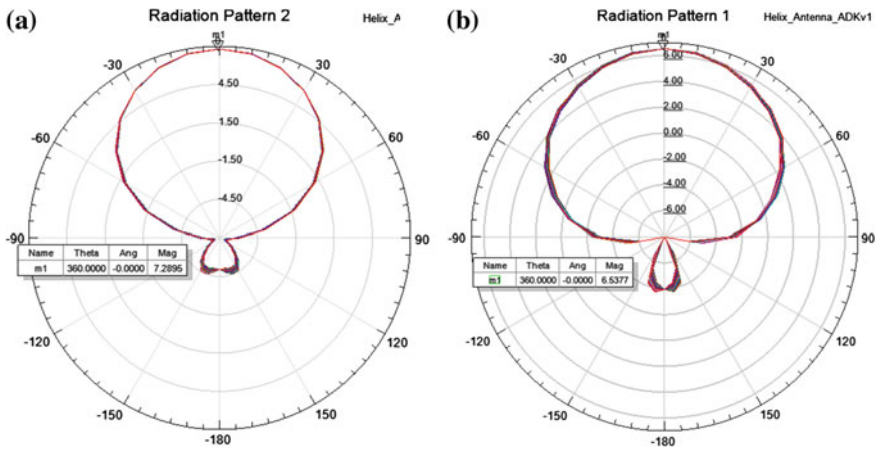 (a)
Radiation Pattern 2
Helix_A
m1
0
30
60
90
120
150
-180
-150
-120
-90
-60
-30
4.50
1.50
-1.50
-4.50
Name Theta Ang Mag
m1 360.0000 -0.0000 7.2895
(b)
Radiation Pattern 1
Helix_Antenna_ADKv1
m1
30
60
90
120
150
-180
-150
-120
-90
-60
-30
6.00
4.00
2.00
0.00
-2.00
-4.00
-6.00
Name Theta Ang Mag
m1 360.0000 -0.0000 6.5377